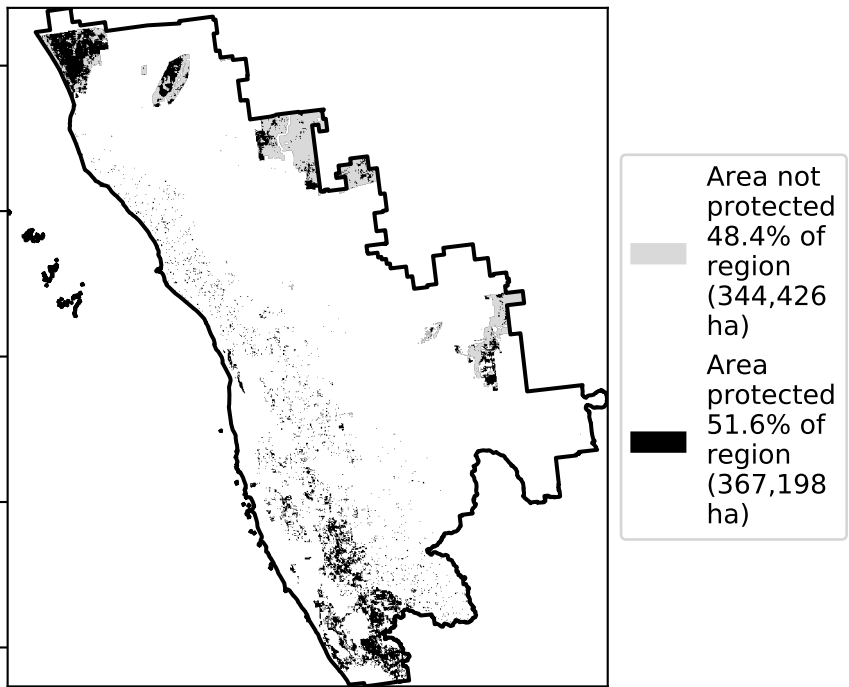 Area not
protected
48.4% of
region
(344,426
ha)
Area
protected
51.6% of
region
(367,198
ha)